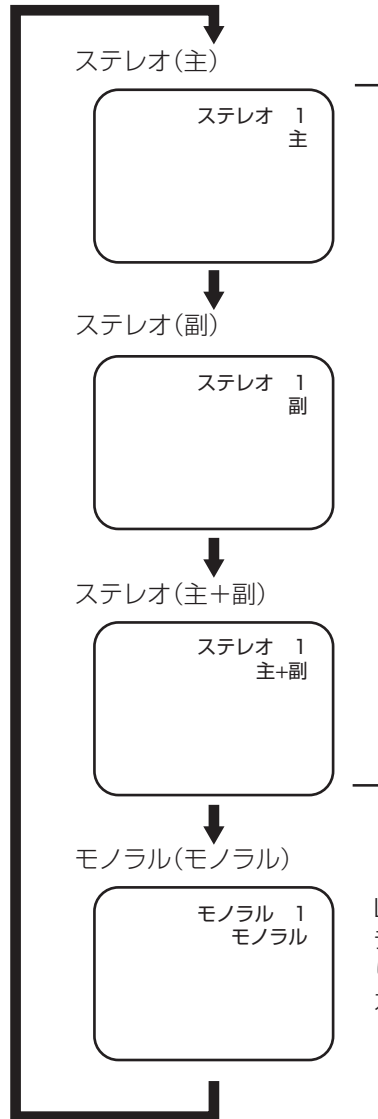 ステレオ(主)
ステレオ 1
主
ステレオ(副)
ステレオ 1
副
ステレオ(主＋副)
ステレオ 1
主+副
モノラル(モノラル)
モノラル 1
モノラル